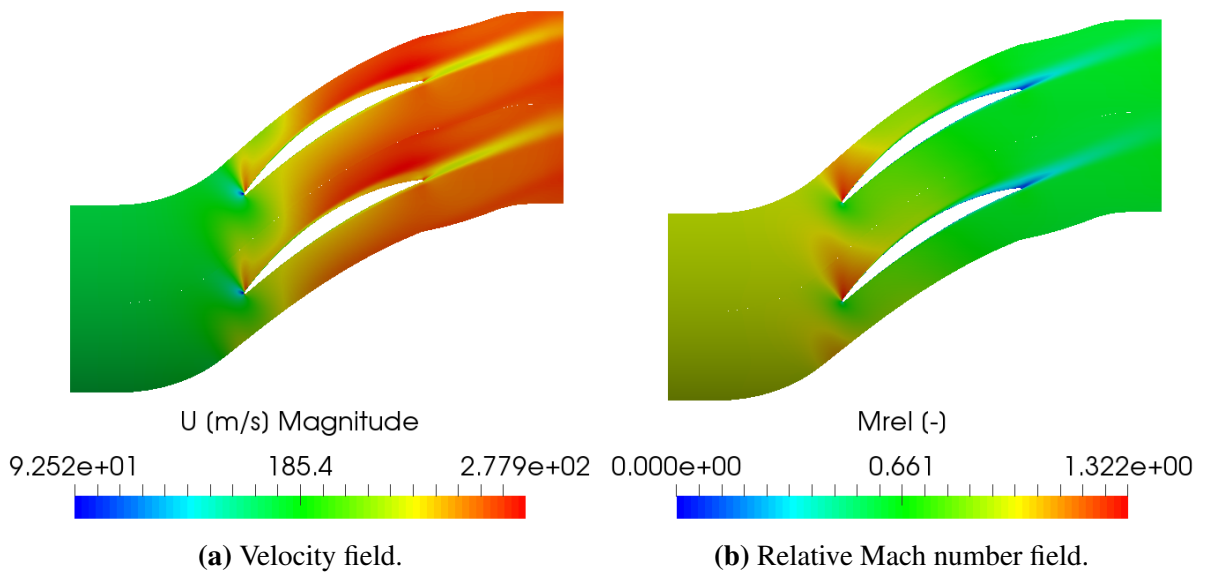 U (m/s) Magnitude
9.252e+01 185.4 2.779e+02
(a) Velocity field.
Mrel (-)
0.000e+00 0.661 1.322e+00
(b) Relative Mach number field.